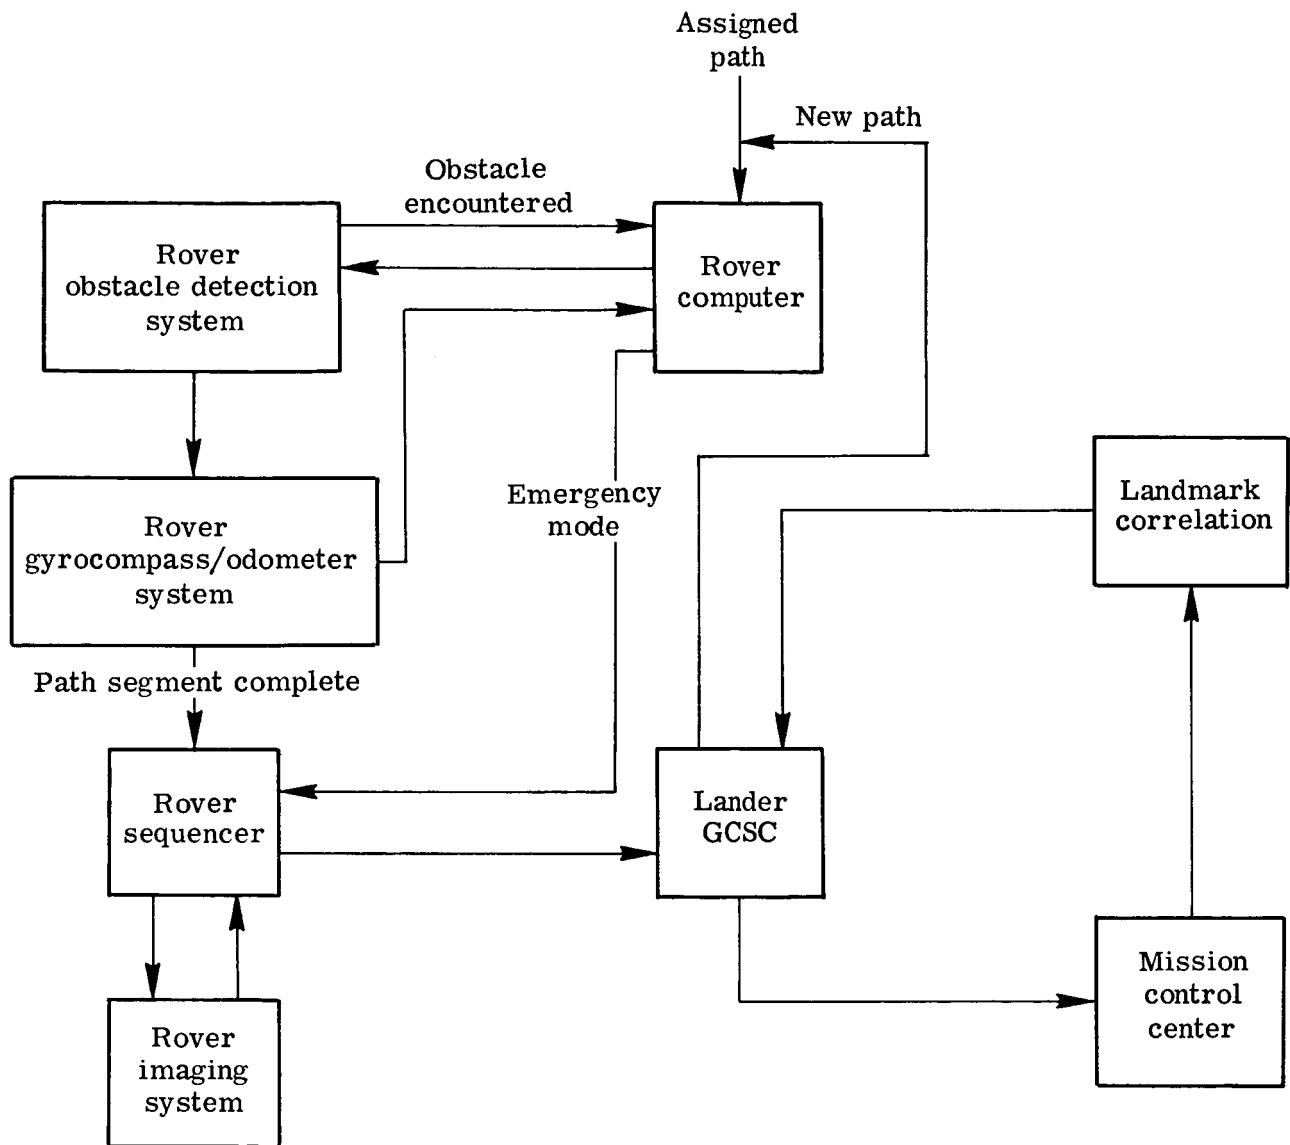 Assigned
path
New path
Obstacle
encountered
Rover
obstacle detection
system
Rover
computer
Rover
gyrocompass/odometer
system
Emergency
mode
Landmark
correlation
Path segment complete
Rover
sequencer
Lander
GCSC
Mission
control
center
Rover
imaging
system